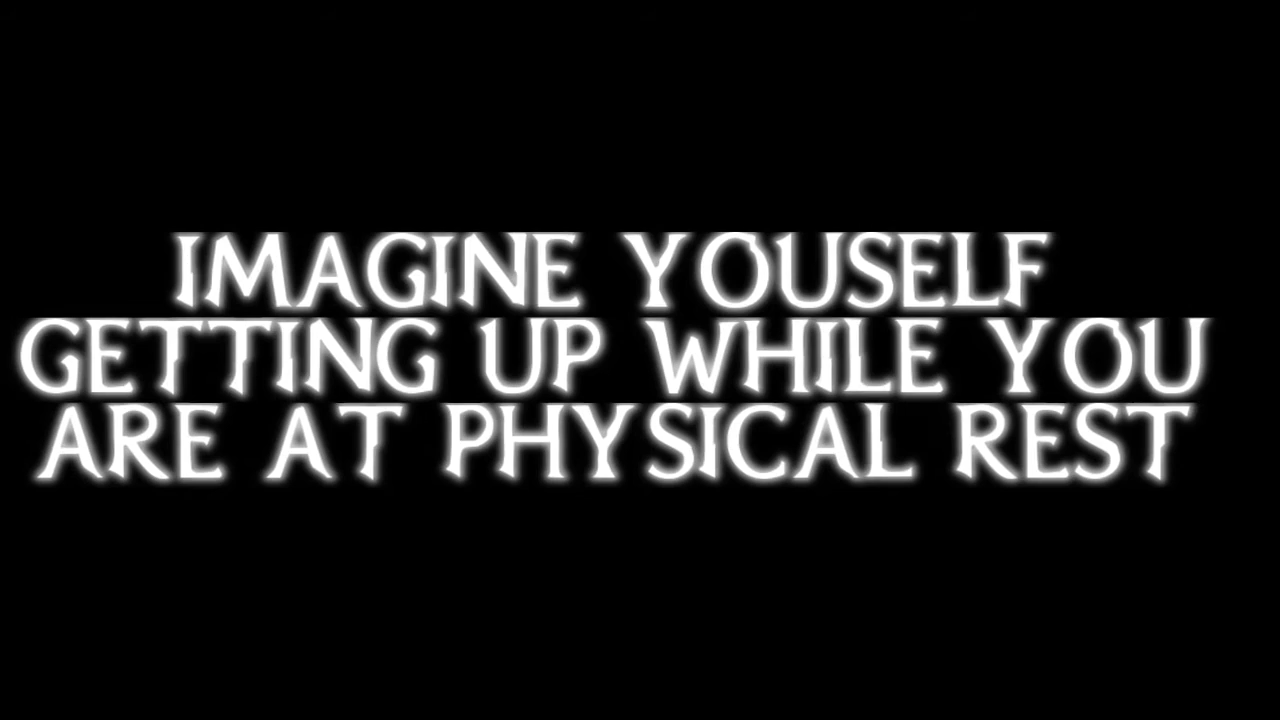 IMAGINE YOUSELF
GETTING UP WHILE YOU
ARE AT PHYSICAL REST